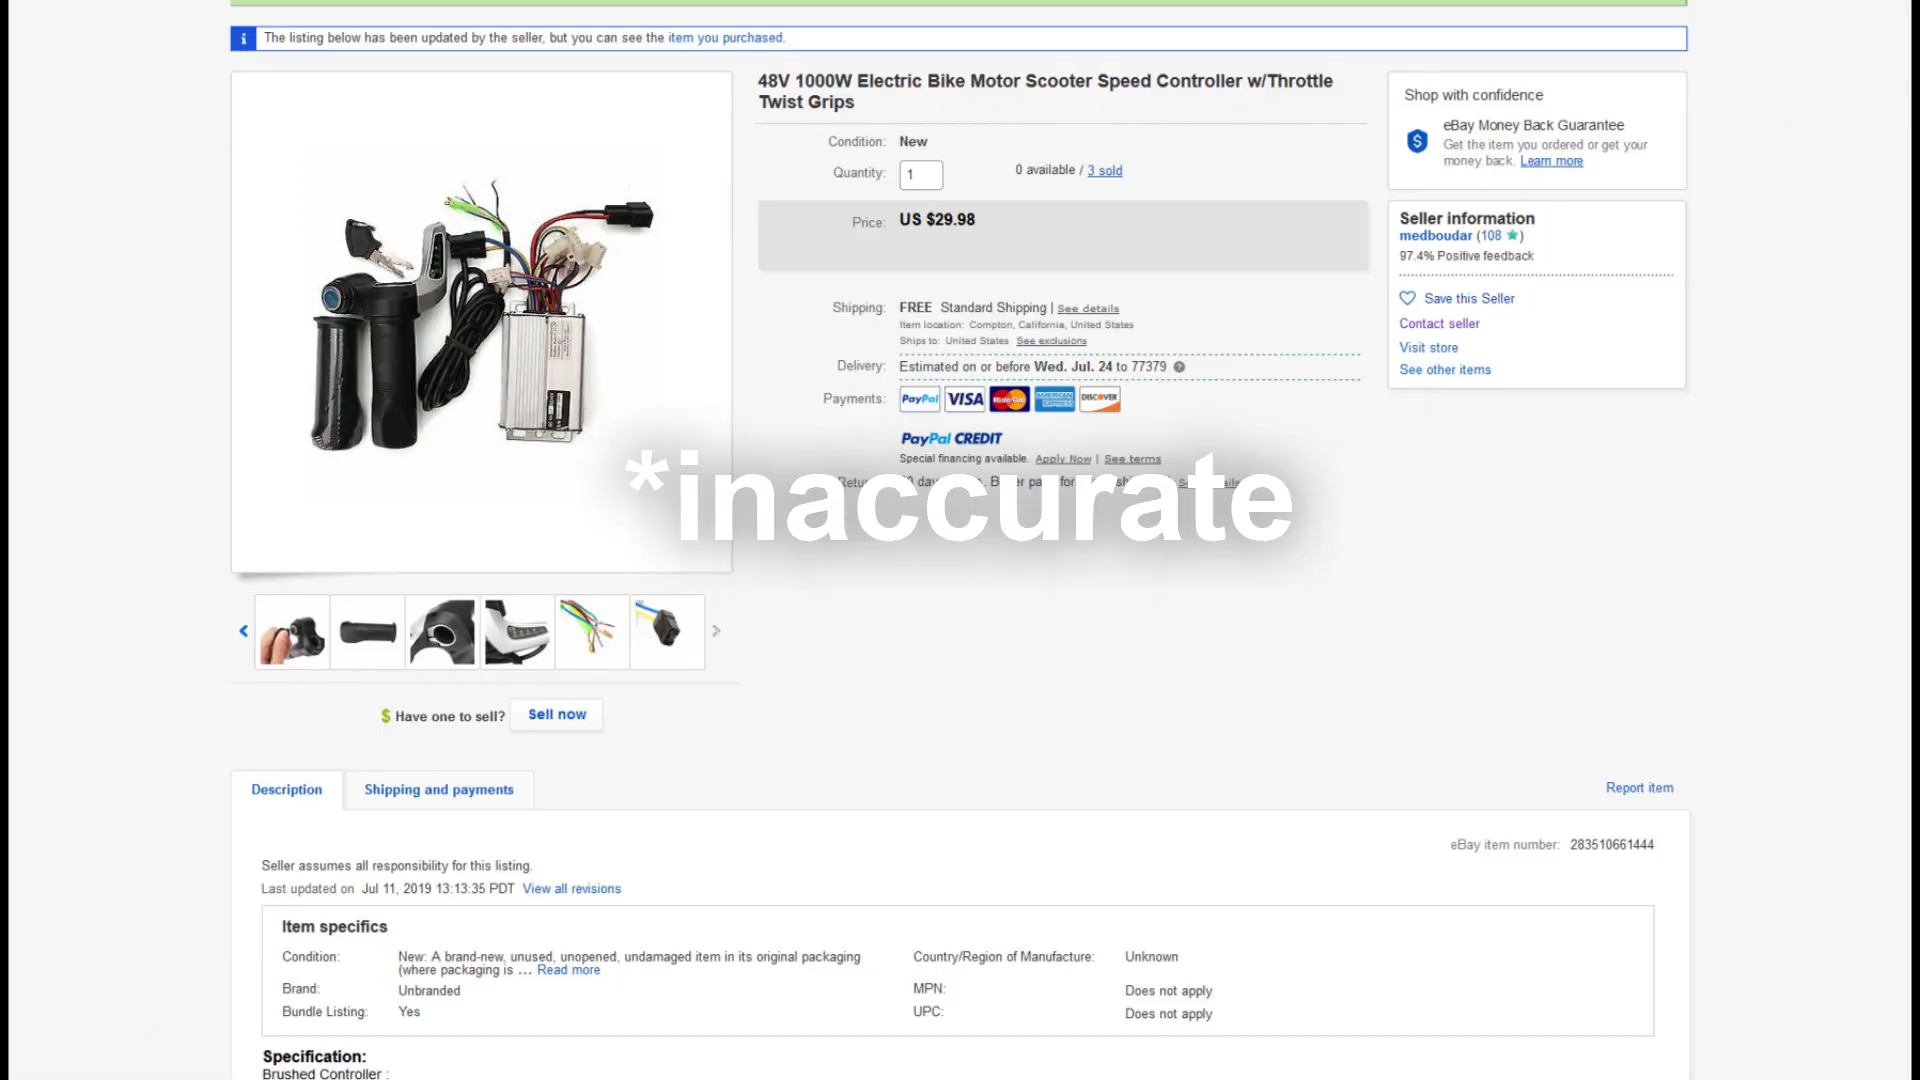 The listing below has been updated by the seller, but you can see the item you purchased.
48V 1000W Electric Bike Motor Scooter Speed Controller w/Throttle
Twist Grips
Condition: New
Quantity: 1 0 available / 3 sold
Price: US $29.98
Shipping: FREE Standard Shipping | See details
Item location: Compton, California, United States
Ships to: United States See exclusions
Delivery: Estimated on or before Wed. Jul. 24 to 77379
Payments: PayPal VISA MasterCard AMERICAN EXPRESS DISCOVER
PayPal CREDIT
Special financing available. Apply Now | See terms
*inaccurate
Shop with confidence
eBay Money Back Guarantee
Get the item you ordered or get your
money back. Learn more
Seller information
medboudar (108)
97.4% Positive feedback
Save this Seller
Contact seller
Visit store
See other items
$ Have one to sell? Sell now
Description Shipping and payments Report item
eBay item number: 283510661444
Seller assumes all responsibility for this listing.
Last updated on Jul 11, 2019 13:13:35 PDT View all revisions
Item specifics
Condition: New: A brand-new, unused, unopened, undamaged item in its original packaging
(where packaging is ... Read more
Country/Region of Manufacture: Unknown
Brand: Unbranded
MPN: Does not apply
Bundle Listing: Yes
UPC: Does not apply
Specification:
Brushed Controller :